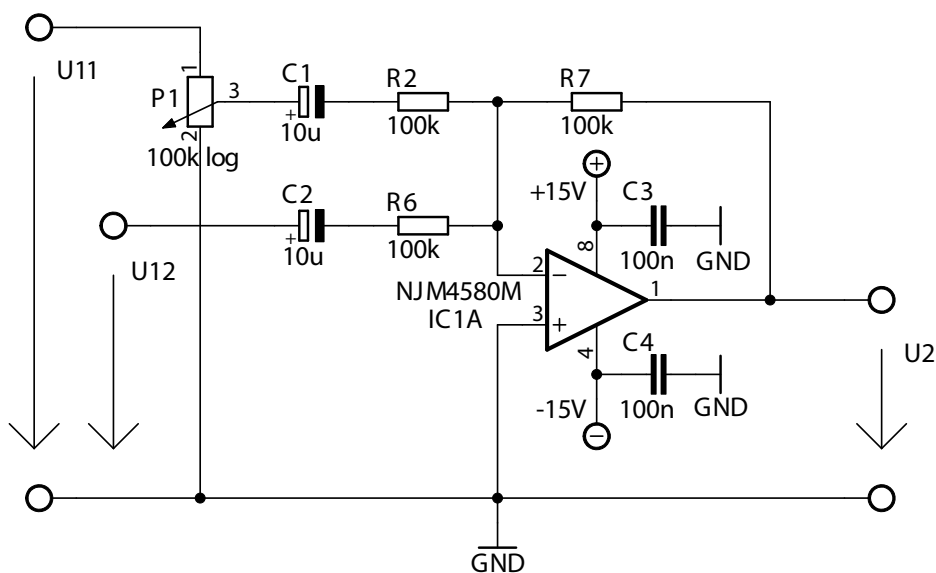 U11
1
P1
3
2
100k log
C1
+
10u
R2
100k
R7
100k
C2
+
10u
R6
100k
U12
+
+15V
C3
8
100n
GND
2
−
NJM4580M
IC1A
3
+
1
4
C4
-15V
100n
GND
−
U2
GND